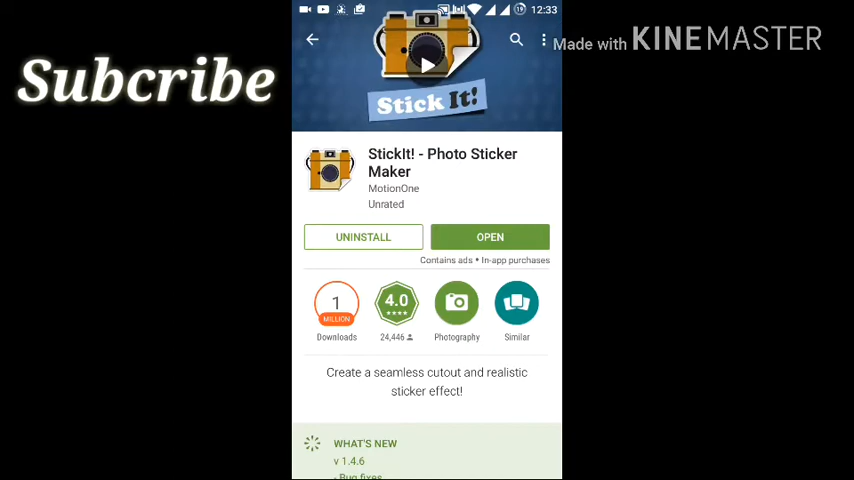 12:33
Made with KINEMASTER
Subcribe
Stick It!
StickIt! - Photo Sticker
Maker
MotionOne
Unrated
UNINSTALL
OPEN
Contains ads • In-app purchases
1
MILLION
4.0
Downloads
24,446
Photography
Similar
Create a seamless cutout and realistic
sticker effect!
WHAT'S NEW
v 1.4.6
- Bug fixes